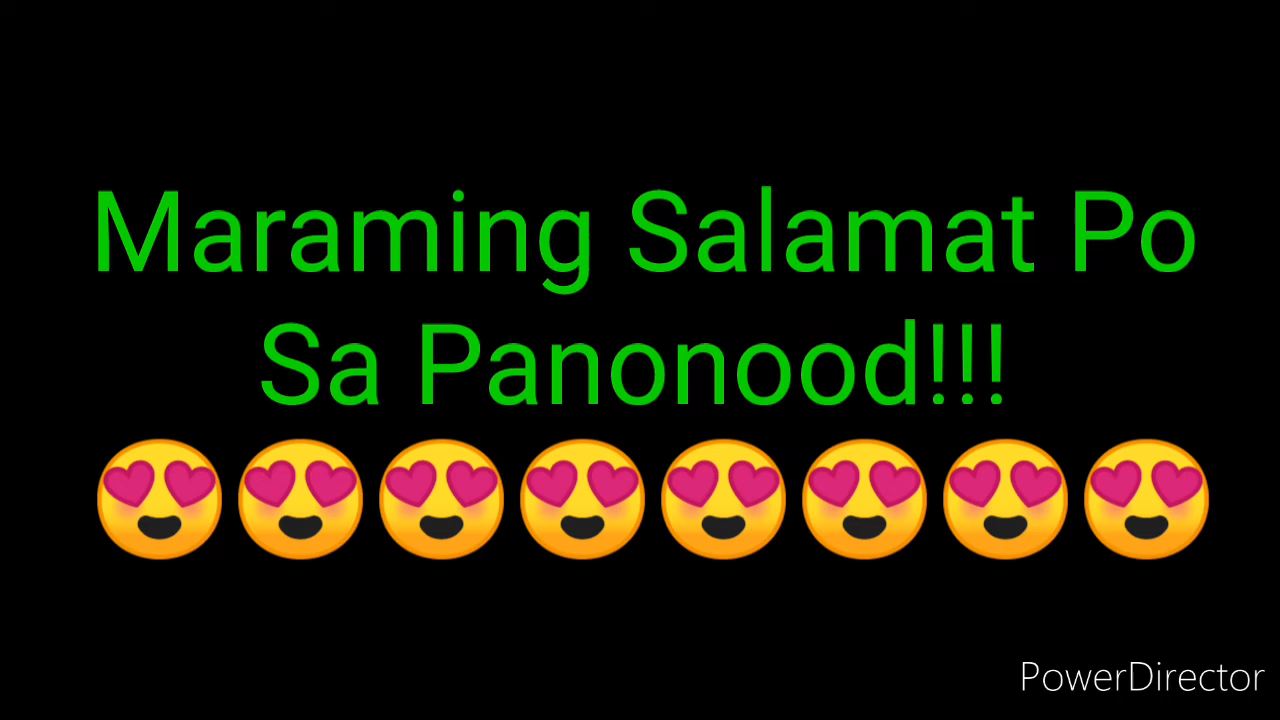 Maraming Salamat Po
Sa Panonood!!!
😍😍😍😍😍😍😍😍
PowerDirector